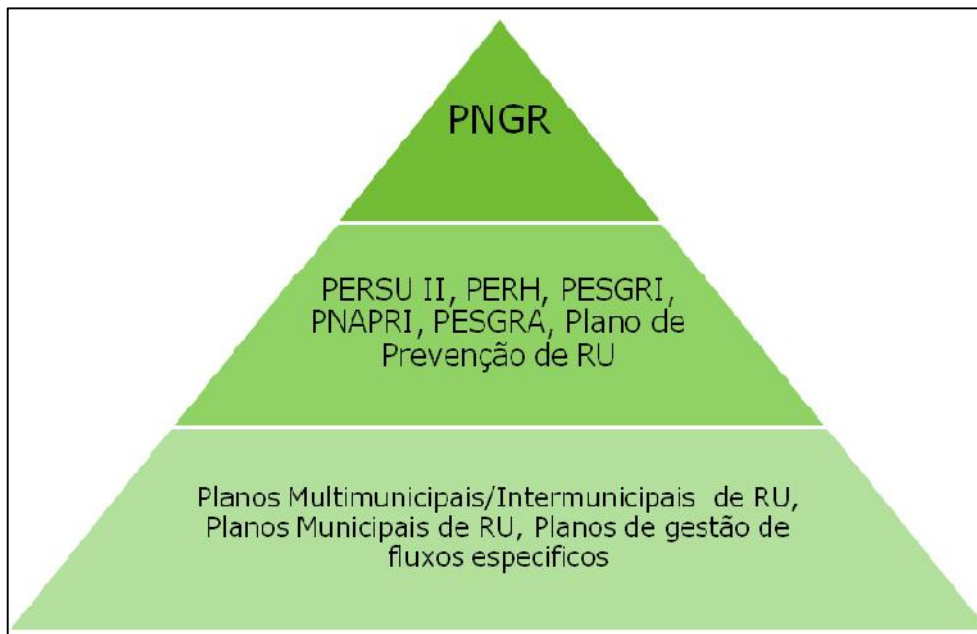 PNGR
PERSU II, PERH, PESGRI,
PNAPRI, PESGRA, Plano de
Prevenção de RU
Planos Multimunicipais/Intermunicipais de RU,
Planos Municipais de RU, Planos de gestão de
fluxos especificos